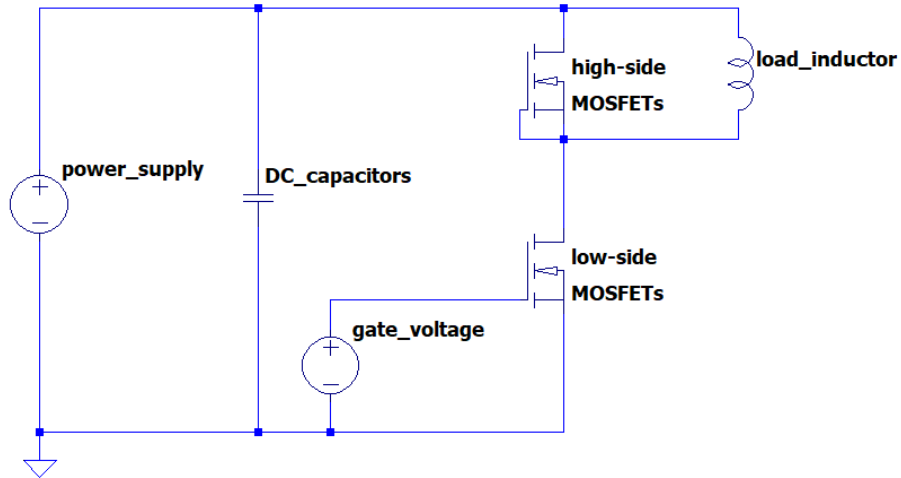 high-side
MOSFETs
load_inductor
power_supply
DC_capacitors
low-side
MOSFETs
gate_voltage